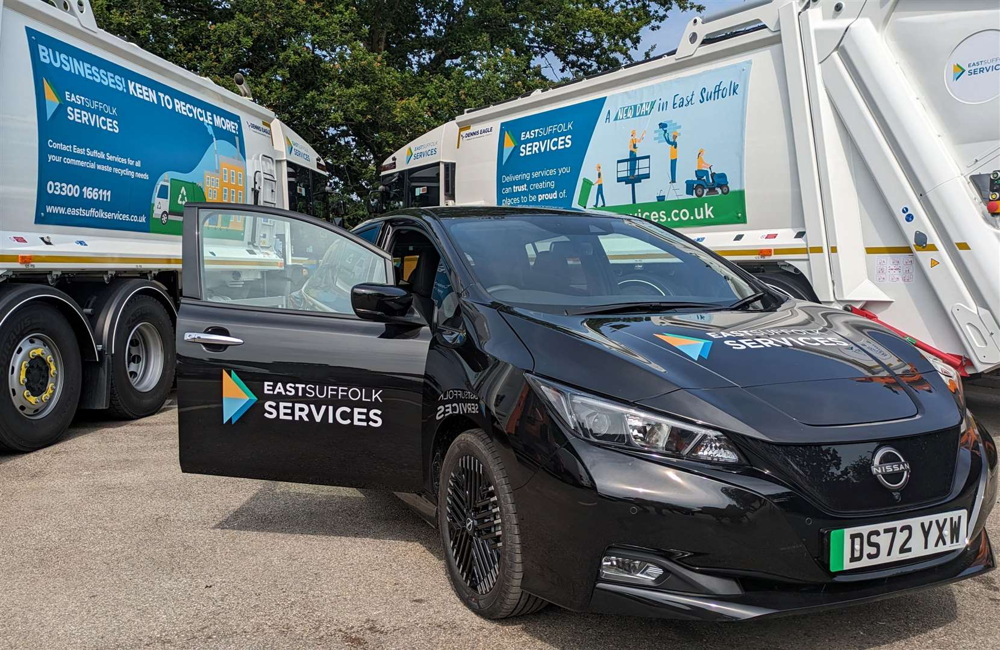 BUSINESSES! KEEN TO RECYCLE MORE?
EASTSUFFOLK
SERVICES
Contact East Suffolk Services for all
your commercial waste recycling needs
03300 166111
www.eastsuffolkservices.co.uk
DENNIS EAGLE
EASTSUFFOLK
SERVICES
EASTSUFFOLK
SERVICES
DENNIS EAGLE
EASTSUFFOLK
SERVICES
Delivering services you
can trust, creating
places to be proud of.
A NEW DAY in East Suffolk
vices.co.uk
EASTSUFFOLK
SERVICES
EASTSUFFOLK
SERVICES
EASTSUFFOLK
SERVICES
NISSAN
DS72 YXW